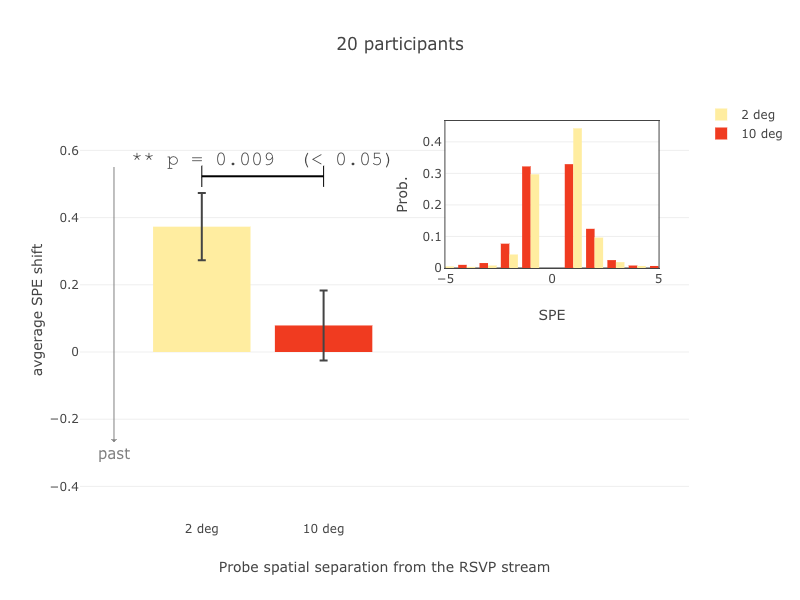 20 participants
2 deg
10 deg
** p = 0.009  (< 0.05)
0.6
0.4
0.2
0
−0.2
−0.4
avgerage SPE shift
past
2 deg
10 deg
Probe spatial separation from the RSVP stream
0.4
0.3
0.2
0.1
0
Prob.
−5
0
5
SPE